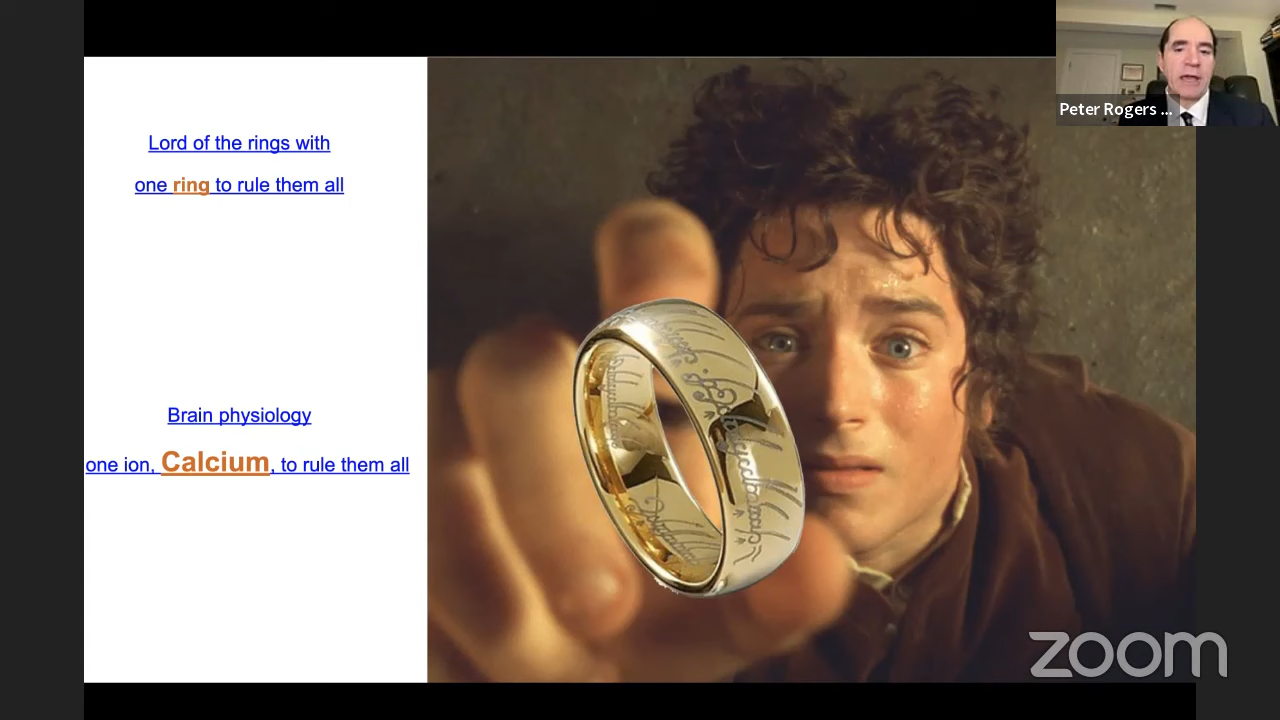 Lord of the rings with
one ring to rule them all
Brain physiology
one ion, Calcium, to rule them all
Peter Rogers ...
zoom